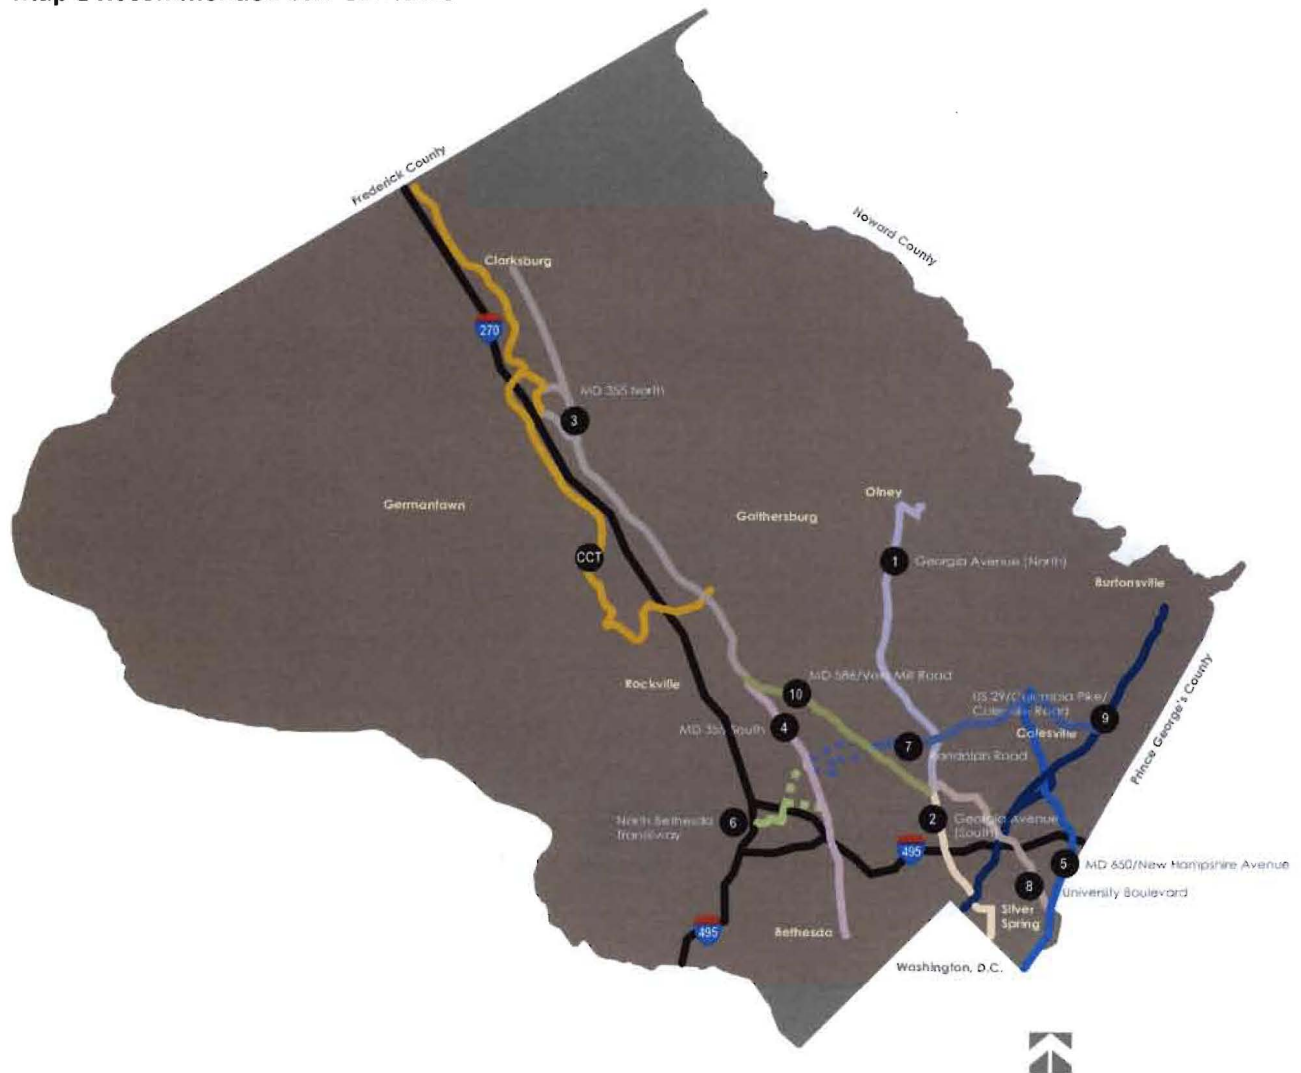 Frederick County
Howard County
Clarksburg
270
MD 355 North
3
Germantown
Olney
Gaithersburg
CCT
1
Georgia Avenue (North)
Burtonsville
Rockville
MD 586/Veirs Mill Road
10
US 29/Columbia Pike/
Colesville Road
9
MD 355 South
4
Colesville
7
Randolph Road
Prince George's County
North Bethesda
Transitway
6
2
Georgia Avenue
(South)
495
5
MD 650/New Hampshire Avenue
8
University Boulevard
Silver
Spring
495
Bethesda
Washington, D.C.